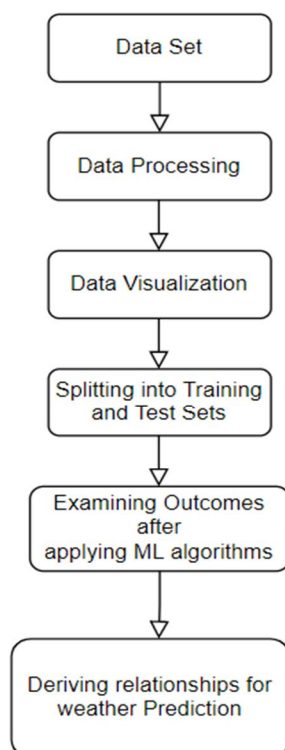 Data Set
Data Processing
Data Visualization
Splitting into Training
and Test Sets
Examining Outcomes
after
applying ML algorithms
Deriving relationships for
weather Prediction